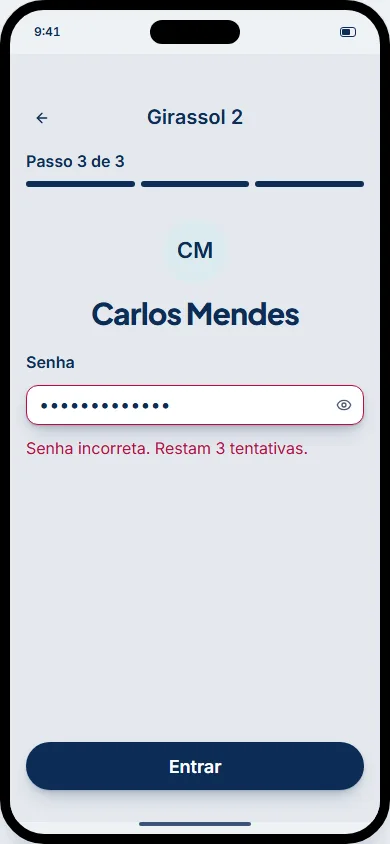 9:41
Girassol 2
Passo 3 de 3
CM
Carlos Mendes
Senha
•••••••••••••
Senha incorreta. Restam 3 tentativas.
Entrar